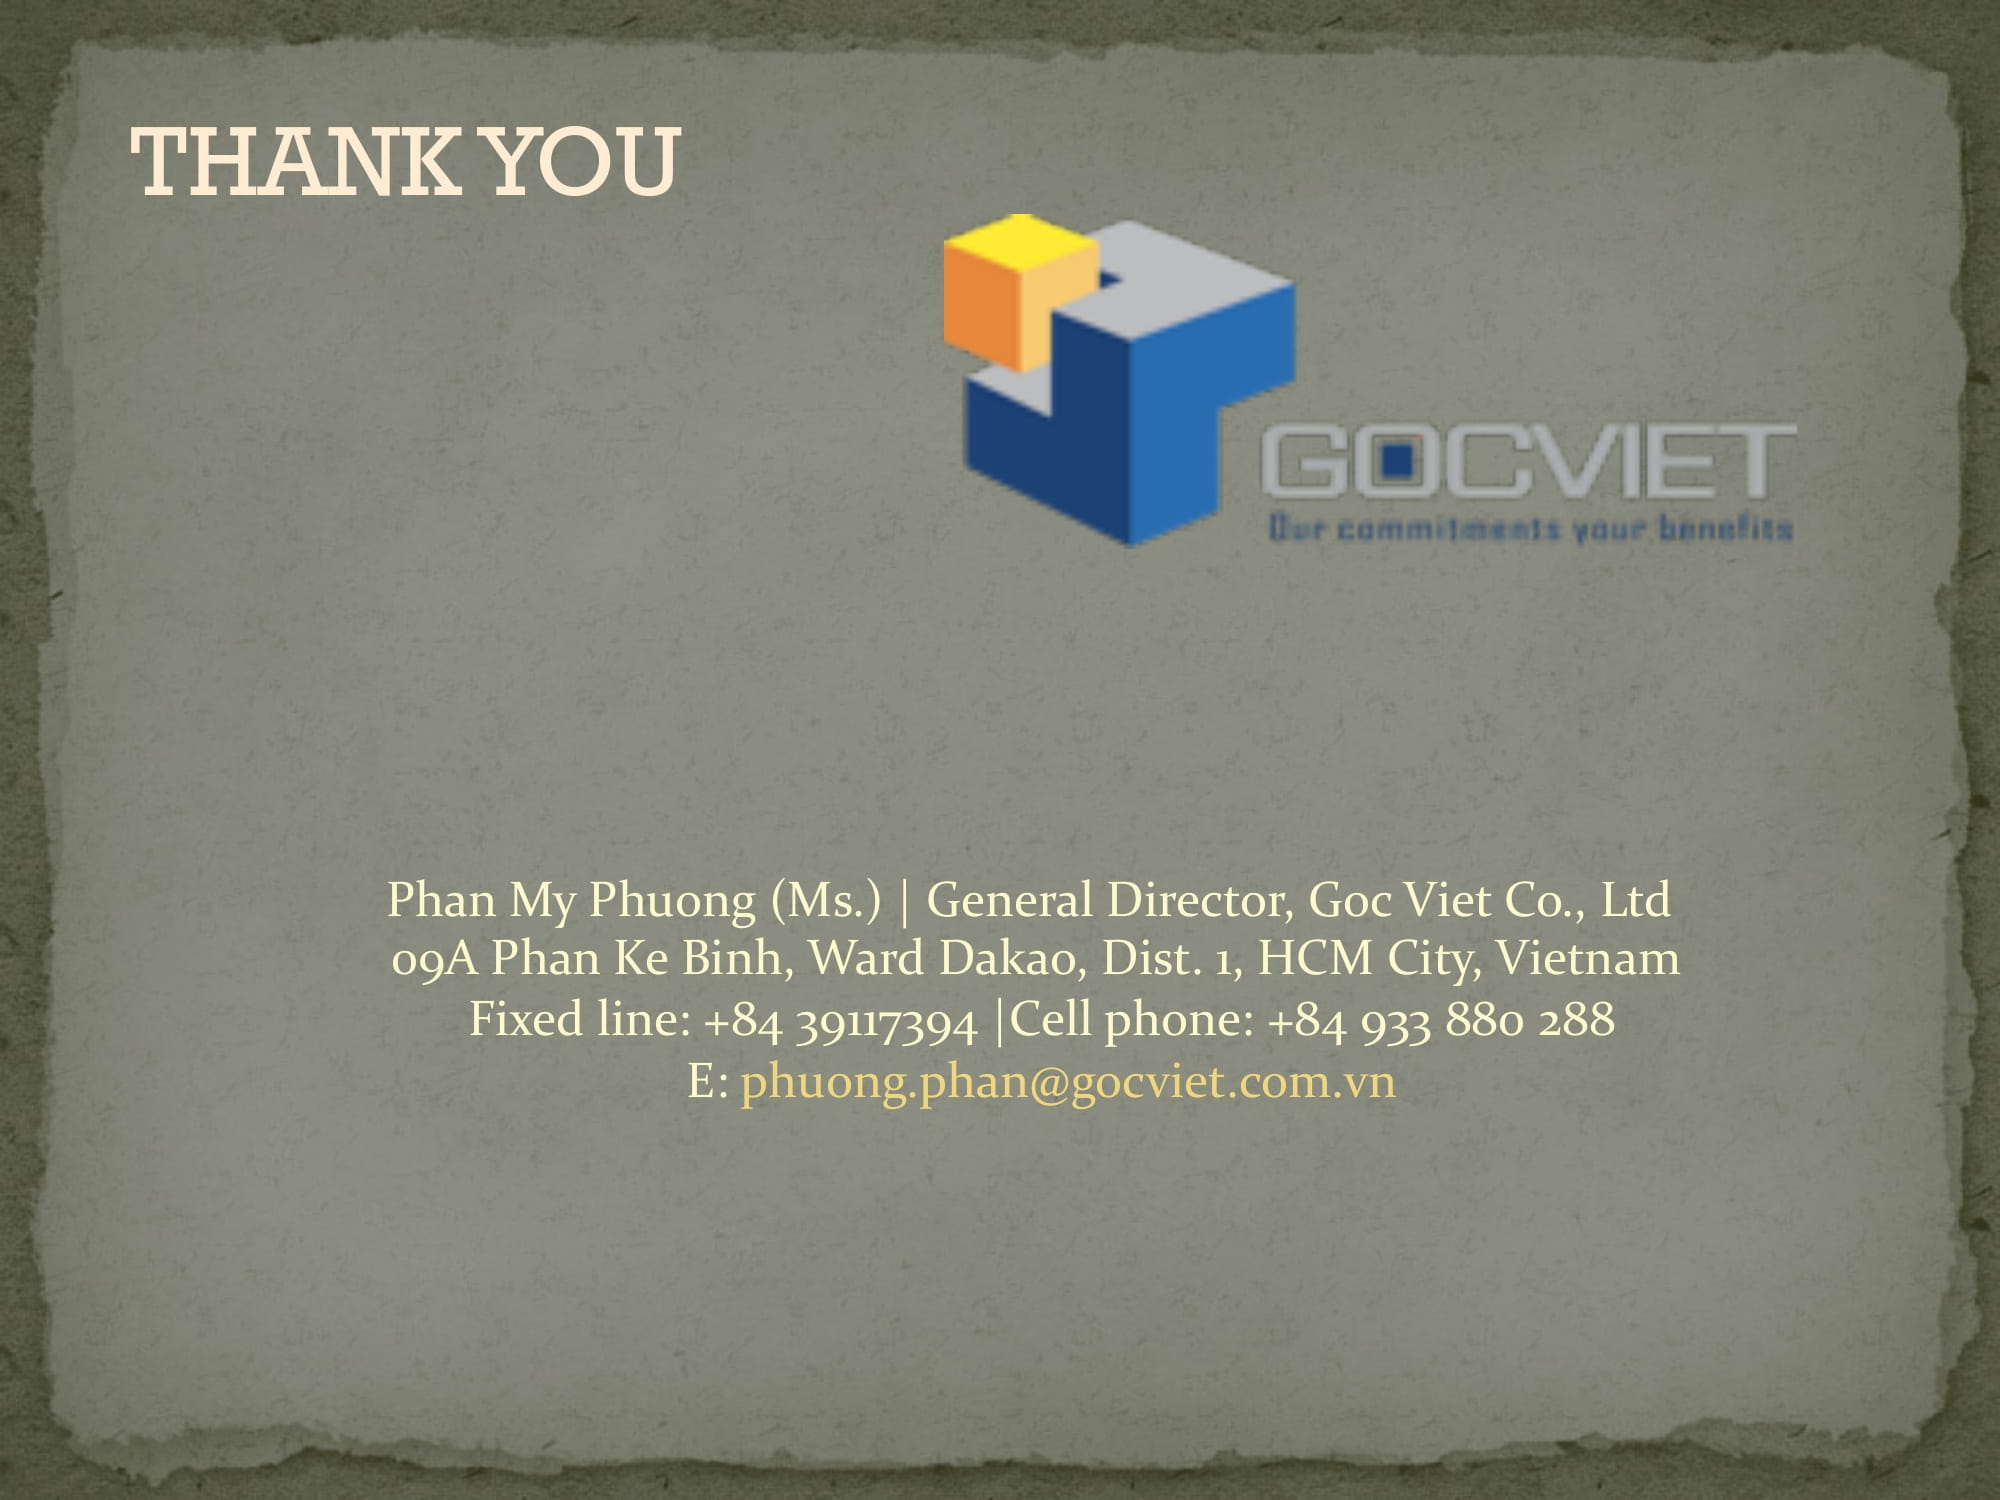 THANK YOU
GOCVIET
Our commitments your benefits
Phan My Phuong (Ms.) | General Director, Goc Viet Co., Ltd
09A Phan Ke Binh, Ward Dakao, Dist. 1, HCM City, Vietnam
Fixed line: +84 39117394 |Cell phone: +84 933 880 288
E: phuong.phan@gocviet.com.vn